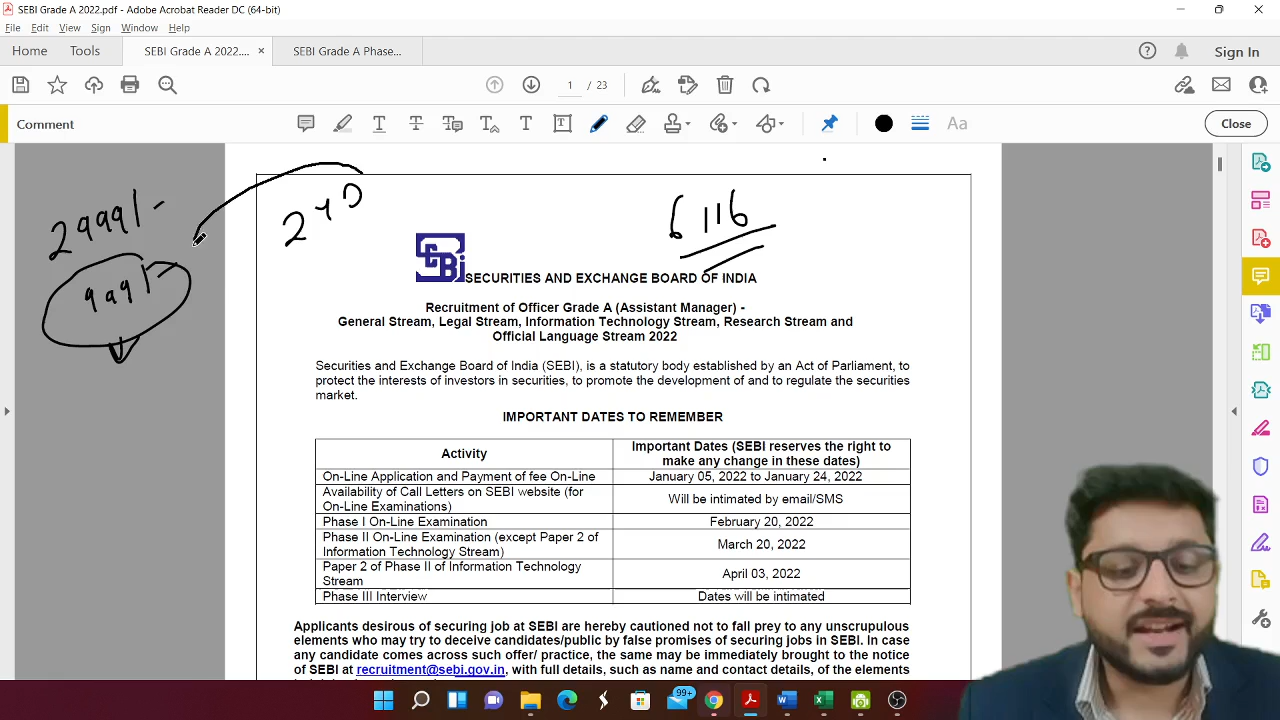 SEBI Grade A 2022.pdf - Adobe Acrobat Reader DC (64-bit)
File Edit View Sign Window Help
Home Tools SEBI Grade A 2022.... × SEBI Grade A Phase... Sign In
1 / 23
Comment Close
29991-
9991-
240
6 116
SEBi SECURITIES AND EXCHANGE BOARD OF INDIA
Recruitment of Officer Grade A (Assistant Manager) -
General Stream, Legal Stream, Information Technology Stream, Research Stream and
Official Language Stream 2022
Securities and Exchange Board of India (SEBI), is a statutory body established by an Act of Parliament, to
protect the interests of investors in securities, to promote the development of and to regulate the securities
market.
IMPORTANT DATES TO REMEMBER
Activity Important Dates (SEBI reserves the right to
make any change in these dates)
On-Line Application and Payment of fee On-Line January 05, 2022 to January 24, 2022
Availability of Call Letters on SEBI website (for
On-Line Examinations) Will be intimated by email/SMS
Phase I On-Line Examination February 20, 2022
Phase II On-Line Examination (except Paper 2 of
Information Technology Stream) March 20, 2022
Paper 2 of Phase II of Information Technology
Stream April 03, 2022
Phase III Interview Dates will be intimated
Applicants desirous of securing job at SEBI are hereby cautioned not to fall prey to any unscrupulous
elements who may try to deceive candidates/public by false promises of securing jobs in SEBI. In case
any candidate comes across such offer/ practice, the same may be immediately brought to the notice
of SEBI at recruitment@sebi.gov.in, with full details, such as name and contact details, of the elements
99+